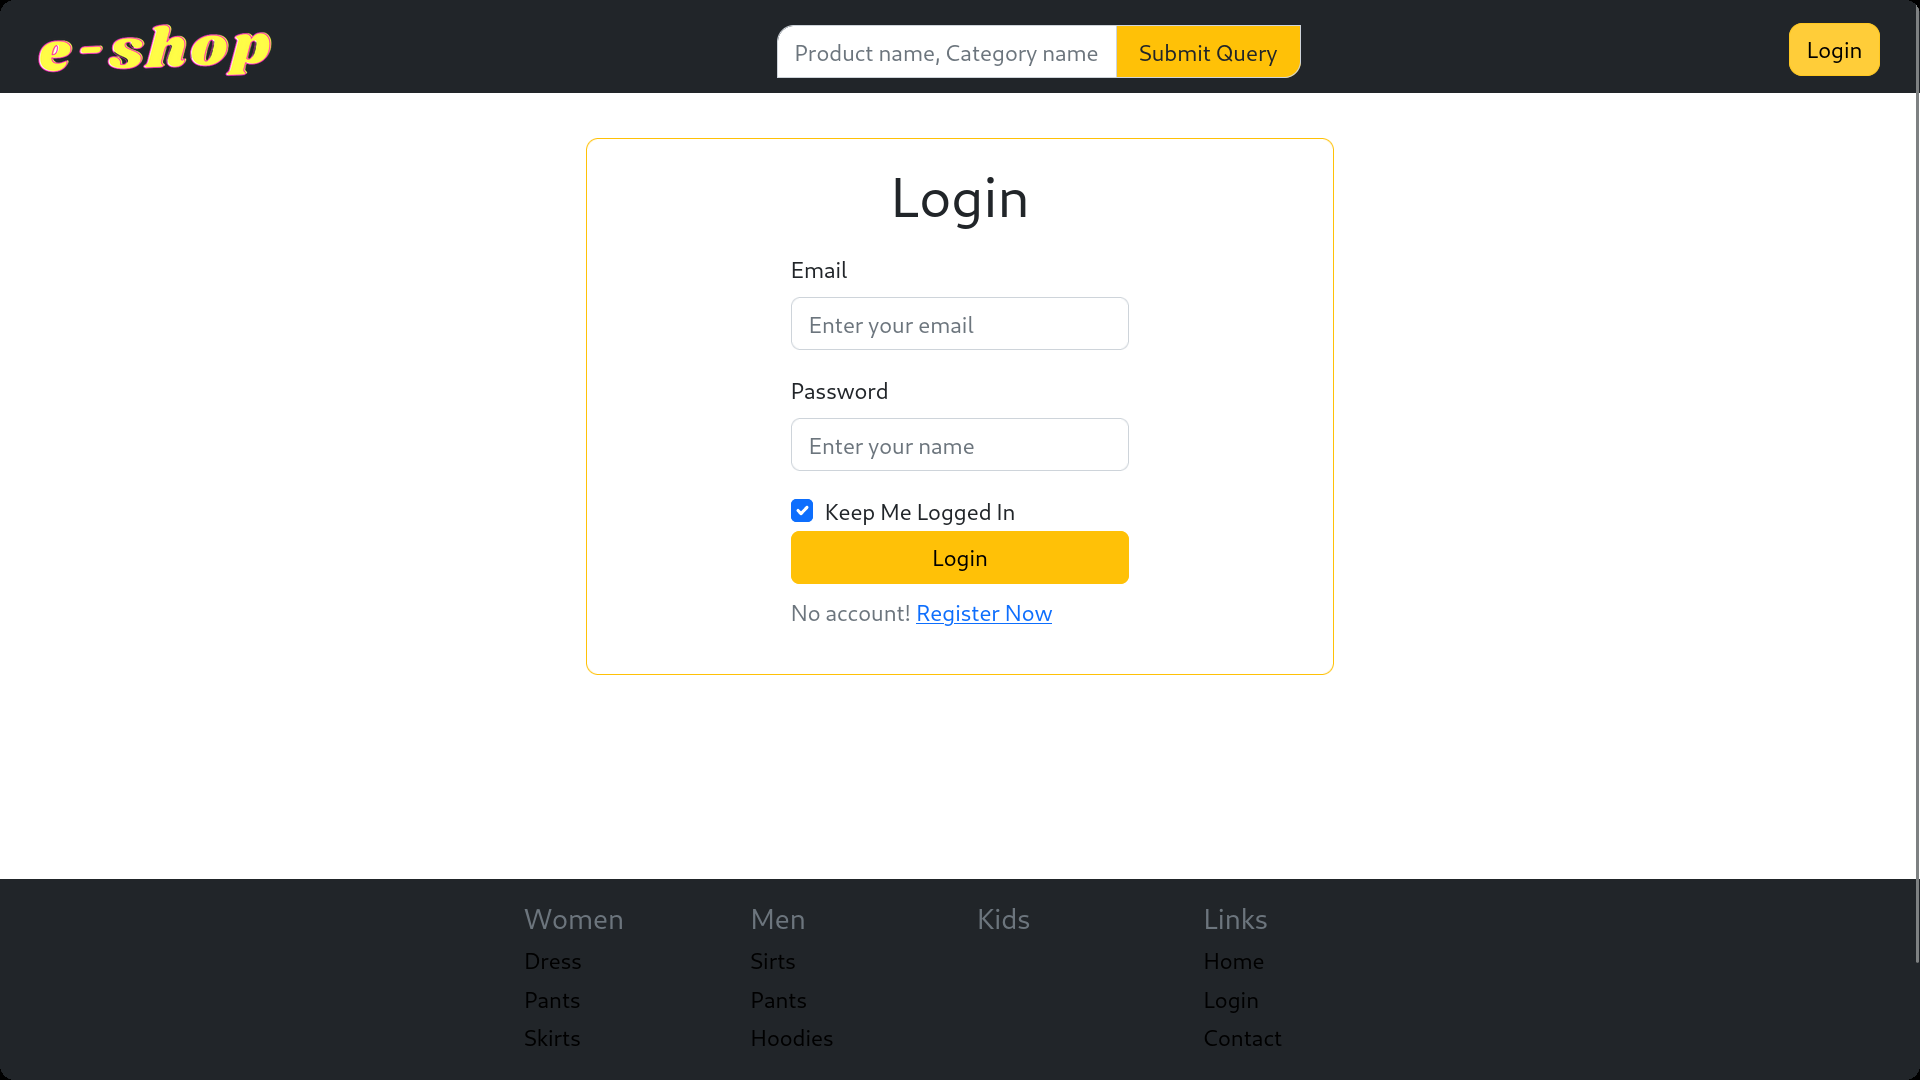 e-shop
Product name, Category name Submit Query
Login
Login
Email
Enter your email
Password
Enter your name
Keep Me Logged In
Login
No account! Register Now
Women
Dress
Pants
Skirts
Men
Sirts
Pants
Hoodies
Kids
Links
Home
Login
Contact